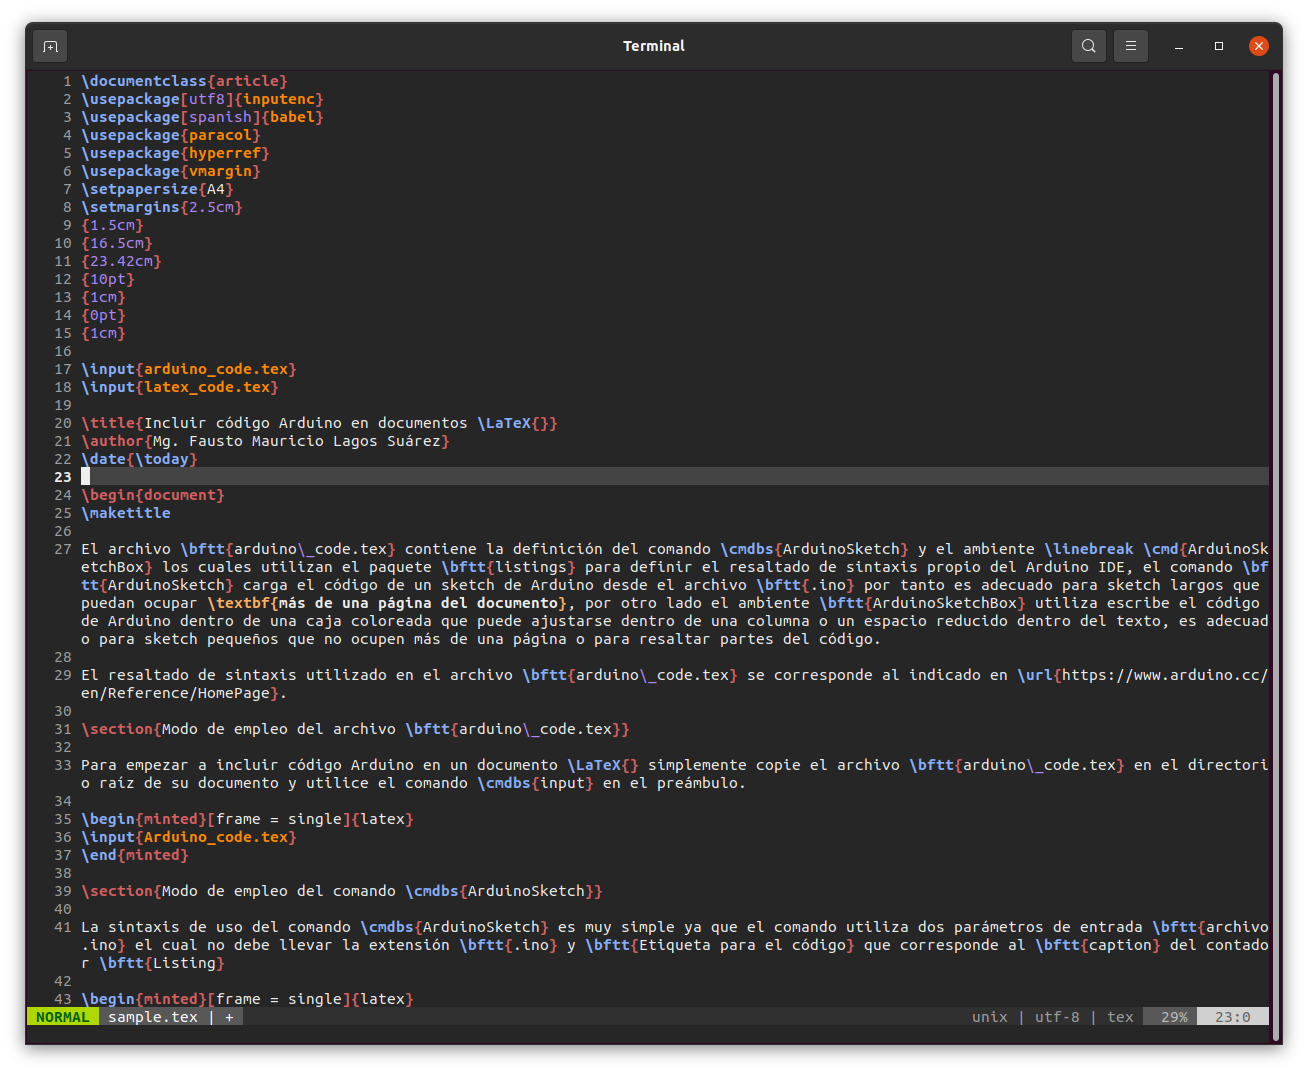 Terminal
1 \documentclass{article}
2 \usepackage[utf8]{inputenc}
3 \usepackage[spanish]{babel}
4 \usepackage{paracol}
5 \usepackage{hyperref}
6 \usepackage{vmargin}
7 \setpapersize{A4}
8 \setmargins{2.5cm}
9 {1.5cm}
10 {16.5cm}
11 {23.42cm}
12 {10pt}
13 {1cm}
14 {0pt}
15 {1cm}
16
17 \input{arduino_code.tex}
18 \input{latex_code.tex}
19
20 \title{Incluir código Arduino en documentos \LaTeX{}}
21 \author{Mg. Fausto Mauricio Lagos Suárez}
22 \date{\today}
23
24 \begin{document}
25 \maketitle
26
27 El archivo \bftt{arduino\_code.tex} contiene la definición del comando \cmdbs{ArduinoSketch} y el ambiente \linebreak \cmd{ArduinoSk
etchBox} los cuales utilizan el paquete \bftt{listings} para definir el resaltado de sintaxis propio del Arduino IDE, el comando \bf
tt{ArduinoSketch} carga el código de un sketch de Arduino desde el archivo \bftt{.ino} por tanto es adecuado para sketch largos que
puedan ocupar \textbf{más de una página del documento}, por otro lado el ambiente \bftt{ArduinoSketchBox} utiliza escribe el código
de Arduino dentro de una caja coloreada que puede ajustarse dentro de una columna o un espacio reducido dentro del texto, es adecuad
o para sketch pequeños que no ocupen más de una página o para resaltar partes del código.
28
29 El resaltado de sintaxis utilizado en el archivo \bftt{arduino\_code.tex} se corresponde al indicado en \url{https://www.arduino.cc/
en/Reference/HomePage}.
30
31 \section{Modo de empleo del archivo \bftt{arduino\_code.tex}}
32
33 Para empezar a incluir código Arduino en un documento \LaTeX{} simplemente copie el archivo \bftt{arduino\_code.tex} en el directori
o raíz de su documento y utilice el comando \cmdbs{input} en el preámbulo.
34
35 \begin{minted}[frame = single]{latex}
36 \input{Arduino_code.tex}
37 \end{minted}
38
39 \section{Modo de empleo del comando \cmdbs{ArduinoSketch}}
40
41 La sintaxis de uso del comando \cmdbs{ArduinoSketch} es muy simple ya que el comando utiliza dos parámetros de entrada \bftt{archivo
.ino} el cual no debe llevar la extensión \bftt{.ino} y \bftt{Etiqueta para el código} que corresponde al \bftt{caption} del contado
r \bftt{Listing}
42
43 \begin{minted}[frame = single]{latex}
NORMAL sample.tex | + unix | utf-8 | tex 29% 23:0